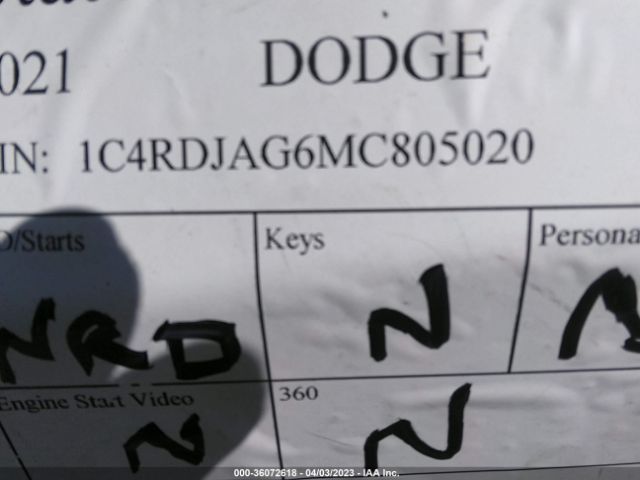 021 DODGE
IN: 1C4RDJAG6MC805020
D/Starts Keys Persona
NRD N N
Engine Start Video 360
N N
000-36072618 - 04/03/2023 - IAA Inc.